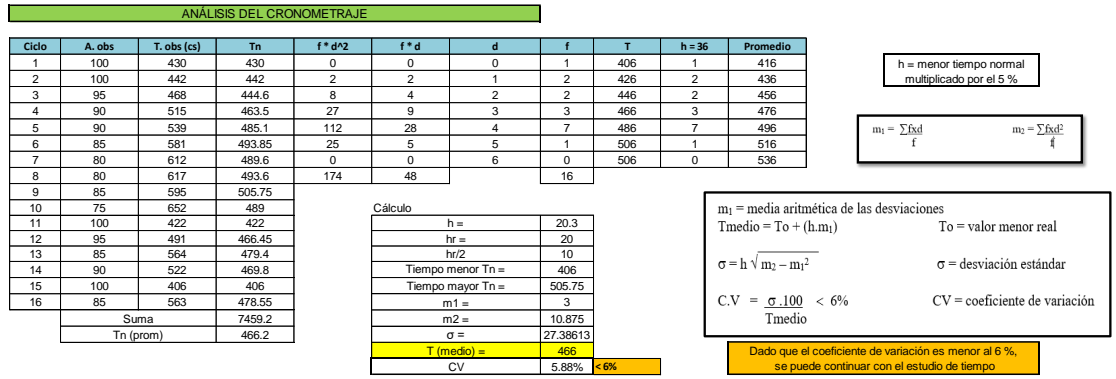 ANÁLISIS DEL CRONOMETRAJE
Ciclo A. obs T. obs (cs) Tn f * d^2 f * d d f T h = 36 Promedio
1 100 430 430 0 0 0 1 406 1 416
2 100 442 442 2 2 1 2 426 2 436
3 95 468 444.6 8 4 2 2 446 2 456
4 90 515 463.5 27 9 3 3 466 3 476
5 90 539 485.1 112 28 4 7 486 7 496
6 85 581 493.85 25 5 5 1 506 1 516
7 80 612 489.6 0 0 6 0 506 0 536
8 80 617 493.6 174 48 16
9 85 595 505.75
10 75 652 489
11 100 422 422
12 95 491 466.45
13 85 564 479.4
14 90 522 469.8
15 100 406 406
16 85 563 478.55
Suma 7459.2
Tn (prom) 466.2
Cálculo
h = 20.3
hr = 20
hr/2 10
Tiempo menor Tn = 406
Tiempo mayor Tn = 505.75
m1 = 3
m2 = 10.875
σ = 27.38613
T (medio) = 466
CV 5.88% < 6%
h = menor tiempo normal
multiplicado por el 5 %
m₁ = ∑fxd m₂ = ∑fxd²
f f
m₁ = media aritmética de las desviaciones
Tmedio = To + (h.m₁) To = valor menor real
σ = h √ m₂ – m₁² σ = desviación estándar
C.V = σ .100 < 6% CV = coeficiente de variación
Tmedio
Dado que el coeficiente de variación es menor al 6 %,
se puede continuar con el estudio de tiempo